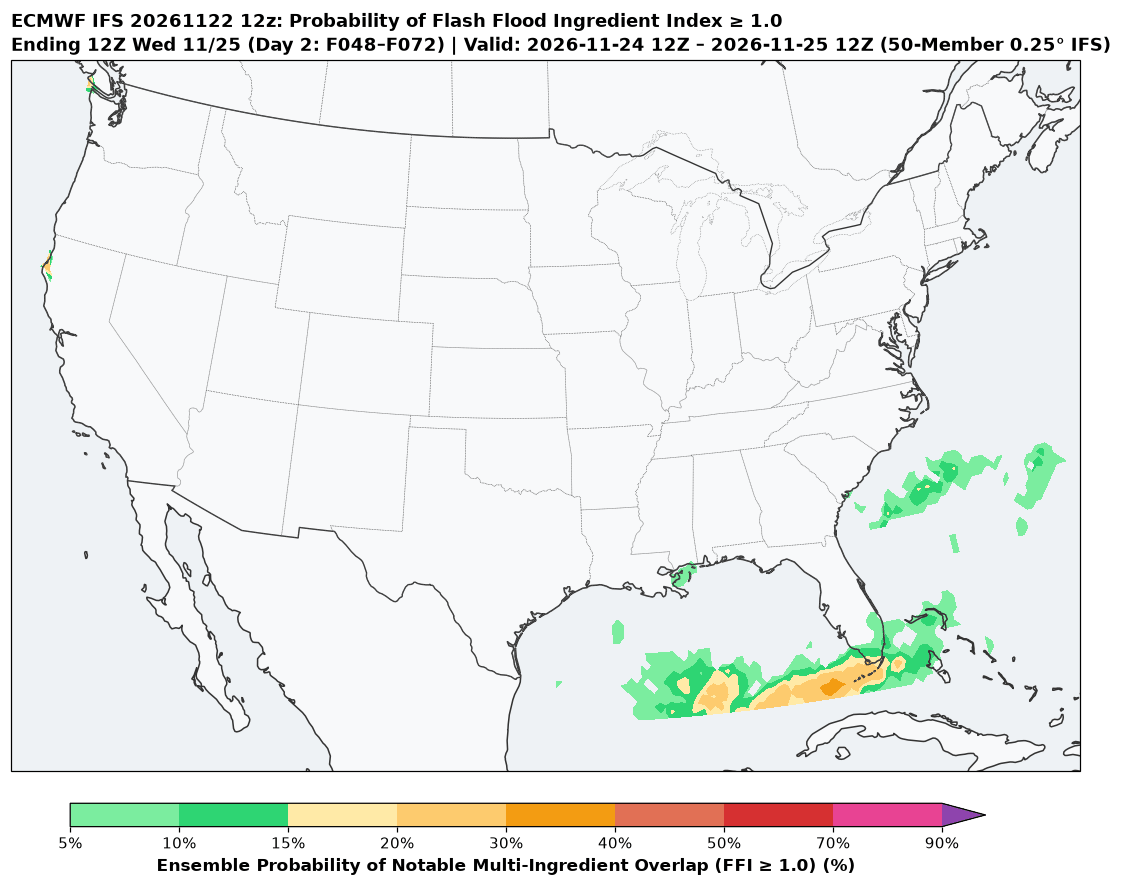 ECMWF IFS 20261122 12z: Probability of Flash Flood Ingredient Index ≥ 1.0
Ending 12Z Wed 11/25 (Day 2: F048–F072) | Valid: 2026-11-24 12Z – 2026-11-25 12Z (50-Member 0.25° IFS)
5% 10% 15% 20% 30% 40% 50% 70% 90%
Ensemble Probability of Notable Multi-Ingredient Overlap (FFI ≥ 1.0) (%)